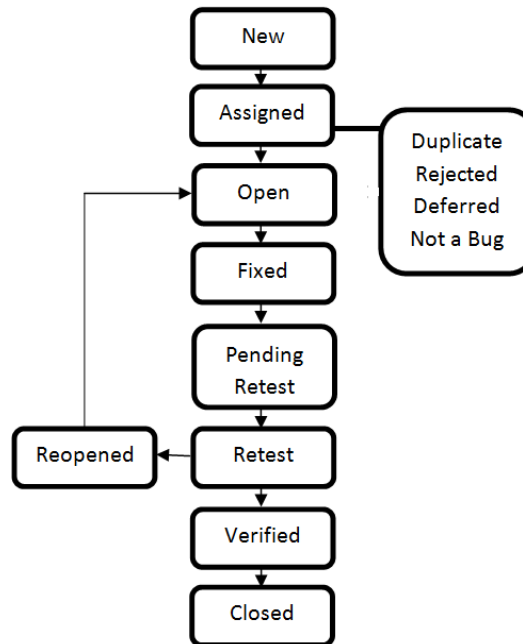 New
Assigned
Duplicate
Rejected
Deferred
Not a Bug
Open
Fixed
Pending
Retest
Reopened
Retest
Verified
Closed